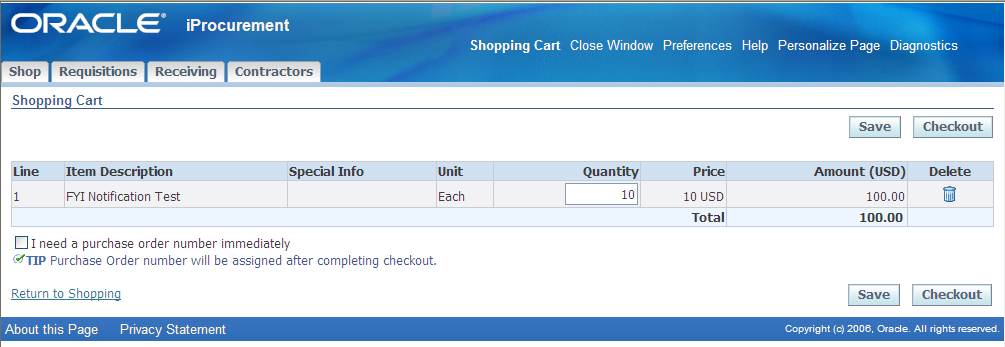 ORACLE® iProcurement
Shopping Cart Close Window Preferences Help Personalize Page Diagnostics
Shop Requisitions Receiving Contractors
Shopping Cart
Save Checkout
Line Item Description Special Info Unit Quantity Price Amount (USD) Delete
1 FYI Notification Test Each 10 10 USD 100.00
Total 100.00
I need a purchase order number immediately
TIP Purchase Order number will be assigned after completing checkout.
Return to Shopping Save Checkout
About this Page Privacy Statement Copyright (c) 2006, Oracle. All rights reserved.